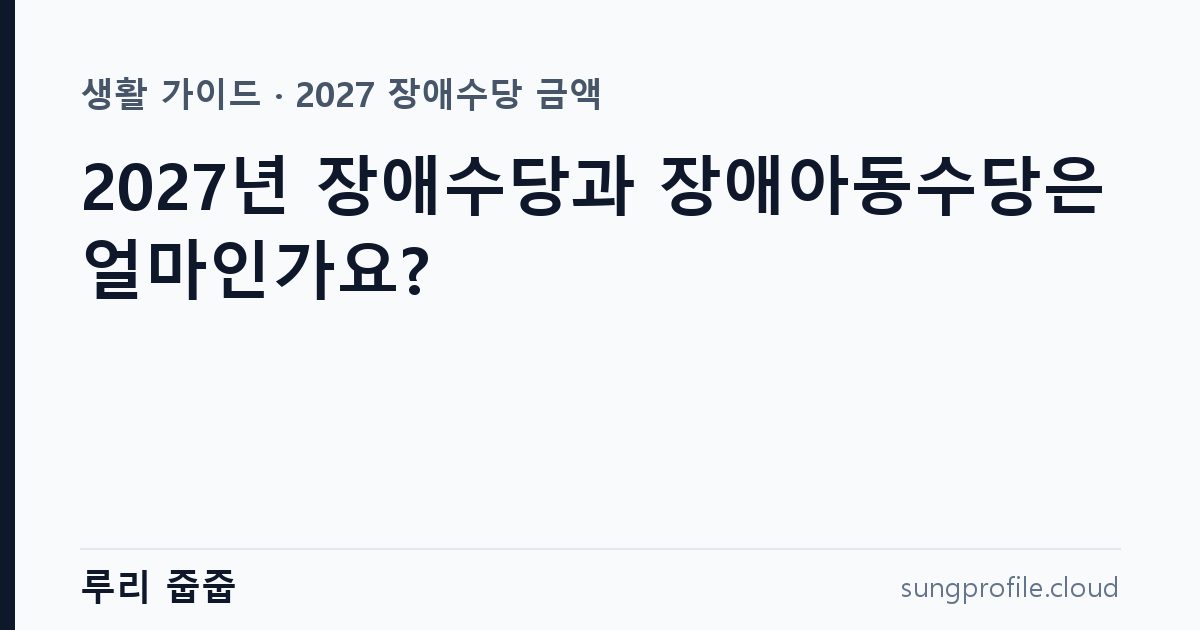 생활 가이드 · 2027 장애수당 금액
2027년 장애수당과 장애아동수당은
얼마인가요?
루리 줍줍
sungprofile.cloud